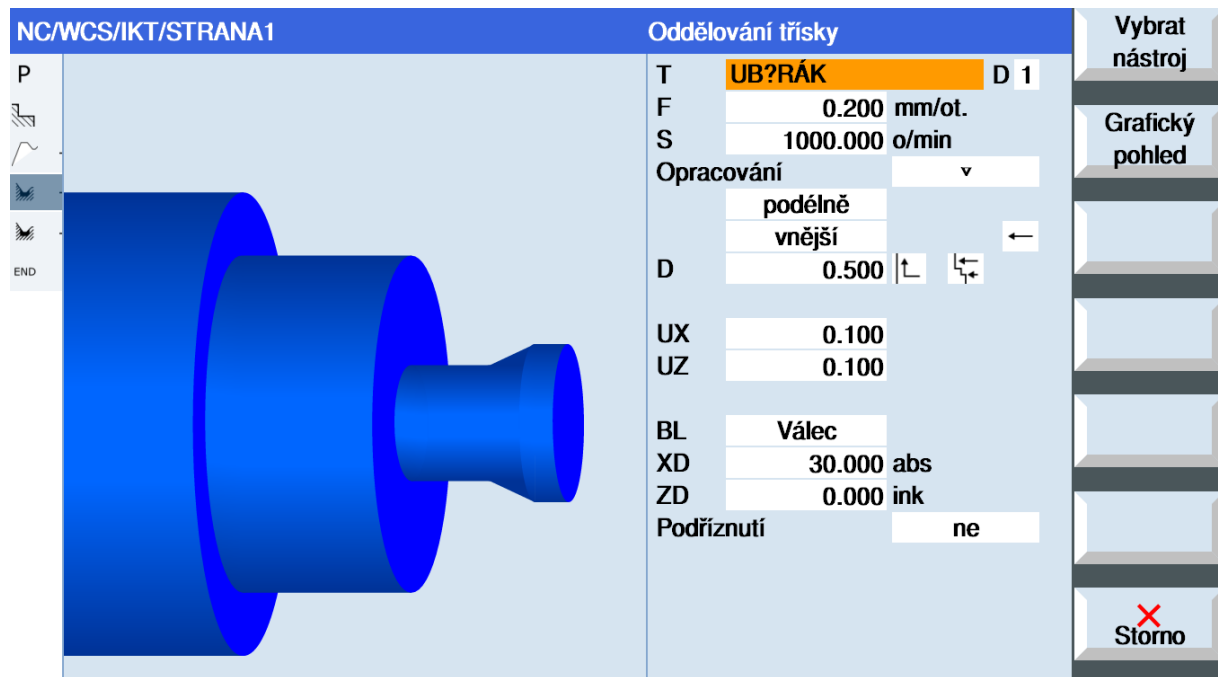 NC/WCS/IKT/STRANA1
Oddělování třísky
P
END
T UB?RÁK D 1
F 0.200 mm/ot.
S 1000.000 o/min
Opracování ▿
podélně
vnější ←
D 0.500
UX 0.100
UZ 0.100
BL Válec
XD 30.000 abs
ZD 0.000 ink
Podříznutí ne
Vybrat
nástroj
Grafický
pohled
Storno